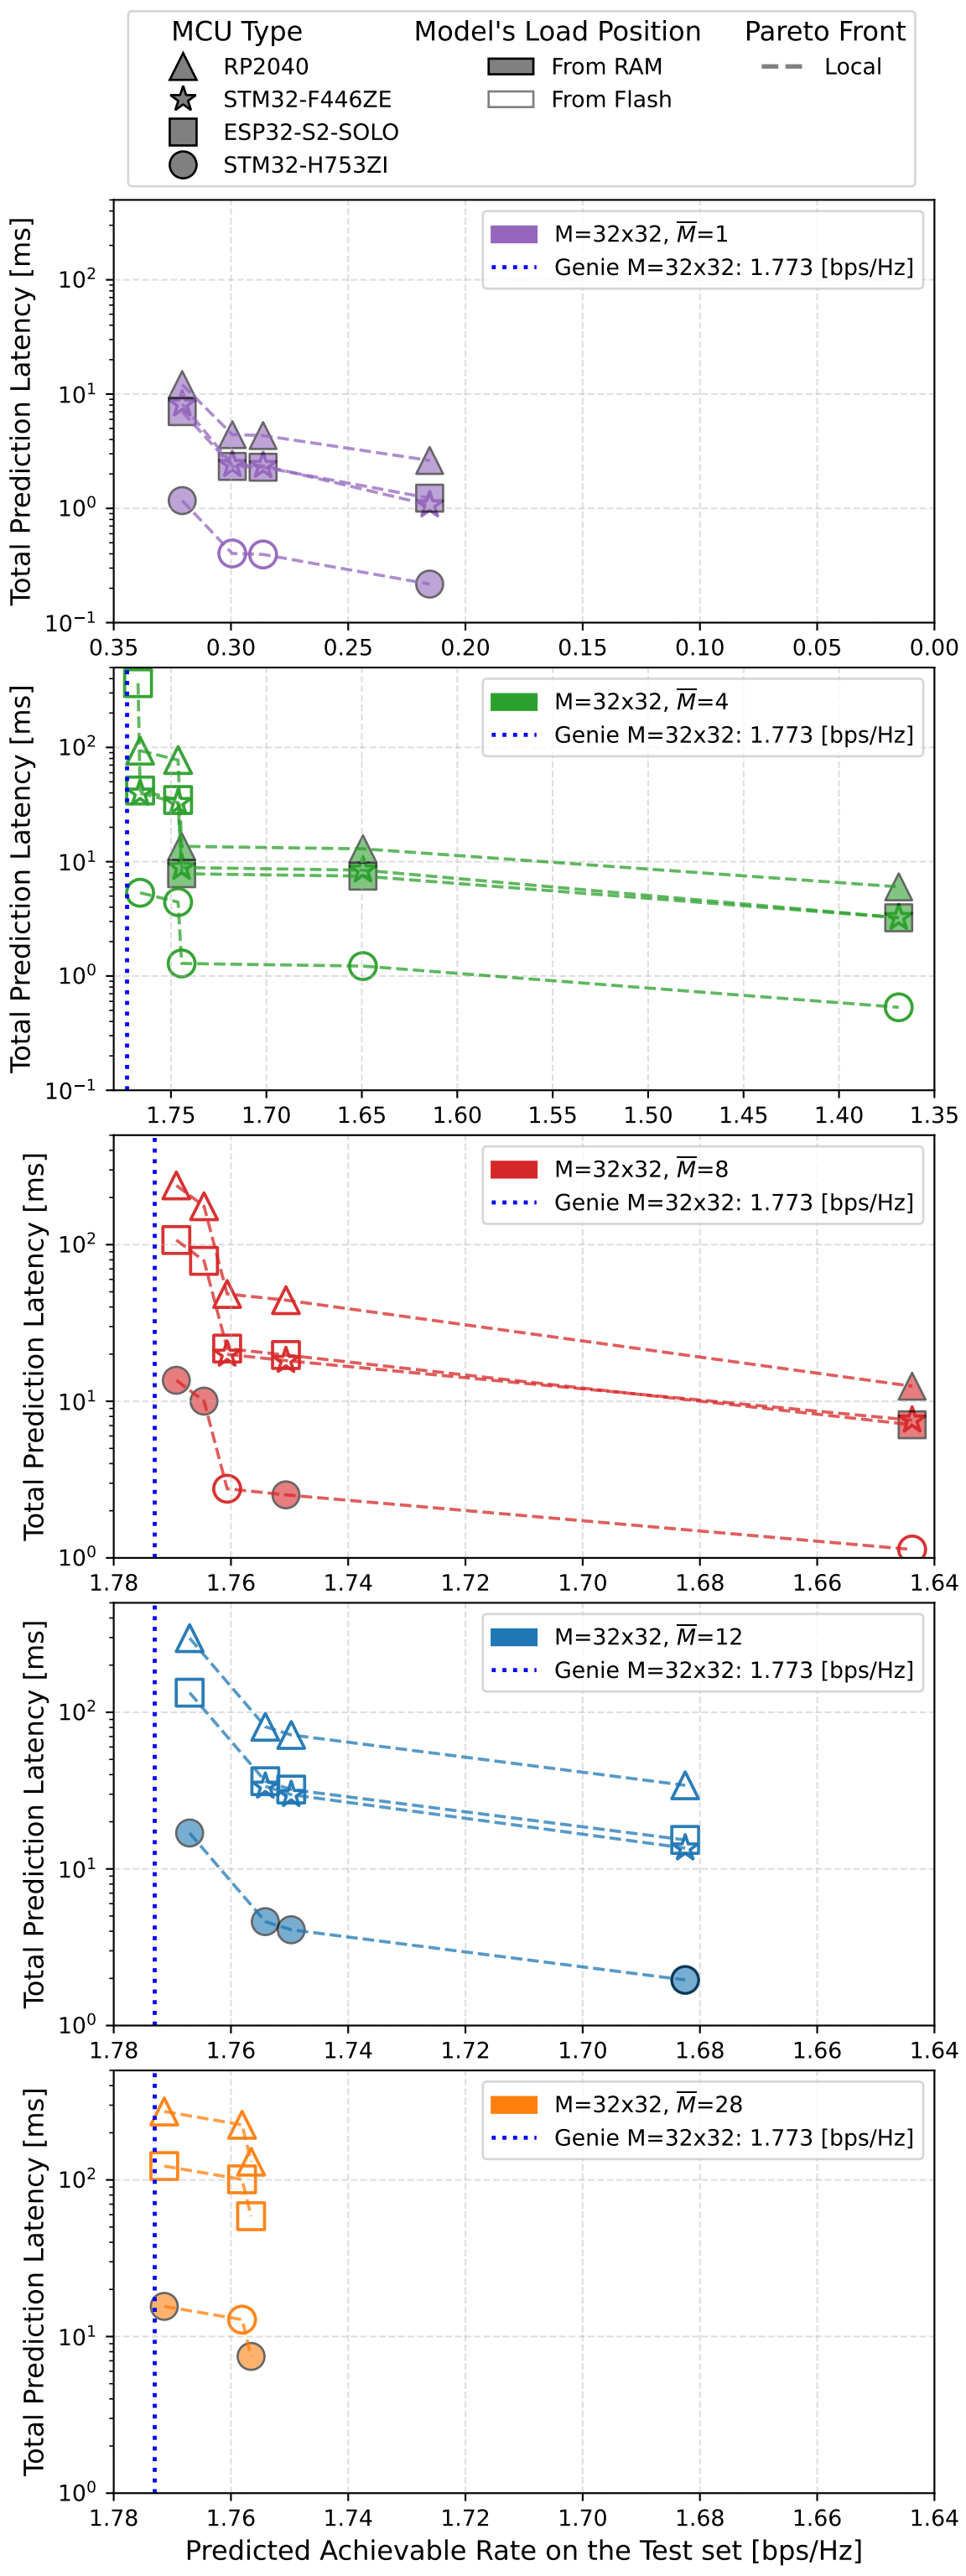 MCU Type
RP2040
STM32-F446ZE
ESP32-S2-SOLO
STM32-H753ZI
Model's Load Position
From RAM
From Flash
Pareto Front
Local
Total Prediction Latency [ms]
10²
10¹
10⁰
10⁻¹
M=32x32, M̅=1
Genie M=32x32: 1.773 [bps/Hz]
0.35 0.30 0.25 0.20 0.15 0.10 0.05 0.00
Total Prediction Latency [ms]
10²
10¹
10⁰
10⁻¹
M=32x32, M̅=4
Genie M=32x32: 1.773 [bps/Hz]
1.75 1.70 1.65 1.60 1.55 1.50 1.45 1.40 1.35
Total Prediction Latency [ms]
10²
10¹
10⁰
M=32x32, M̅=8
Genie M=32x32: 1.773 [bps/Hz]
1.78 1.76 1.74 1.72 1.70 1.68 1.66 1.64
Total Prediction Latency [ms]
10²
10¹
10⁰
M=32x32, M̅=12
Genie M=32x32: 1.773 [bps/Hz]
1.78 1.76 1.74 1.72 1.70 1.68 1.66 1.64
Total Prediction Latency [ms]
10²
10¹
10⁰
M=32x32, M̅=28
Genie M=32x32: 1.773 [bps/Hz]
1.78 1.76 1.74 1.72 1.70 1.68 1.66 1.64
Predicted Achievable Rate on the Test set [bps/Hz]